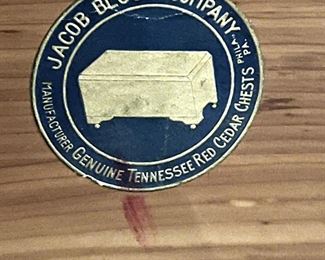 JACOB COMPANY
PHILA. PA.
MANUFACTURER GENUINE TENNESSEE RED CEDAR CHESTS